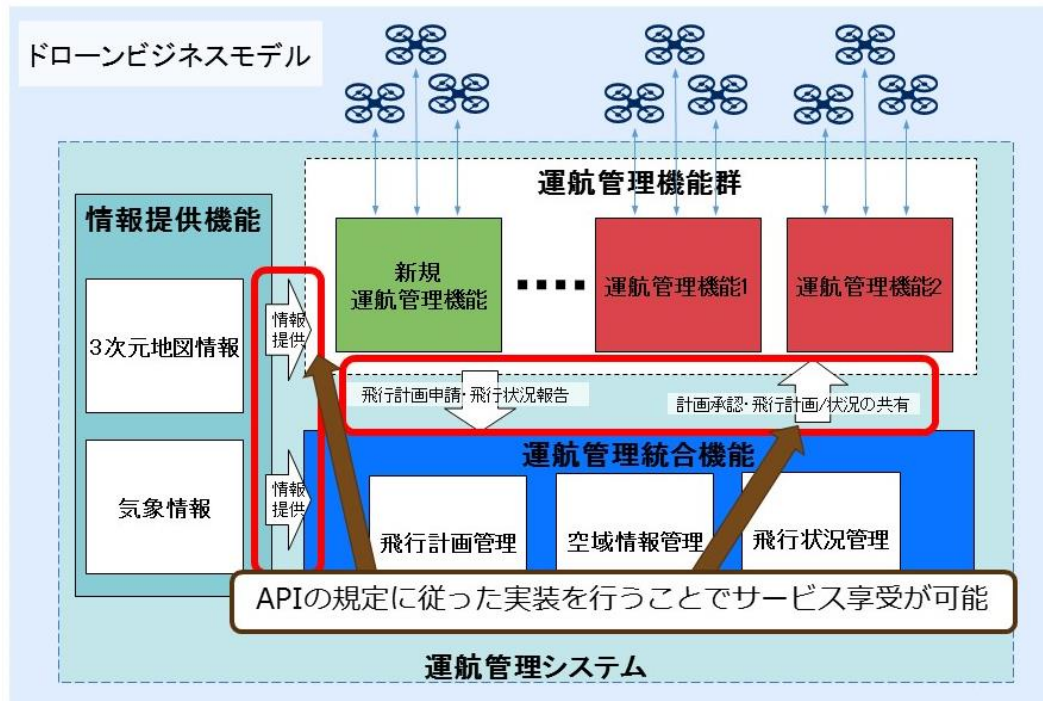 ドローンビジネスモデル
運航管理機能群
情報提供機能
新規
運航管理機能
運航管理機能1
運航管理機能2
3次元地図情報
情報
提供
飛行計画申請・飛行状況報告
計画承認・飛行計画/状況の共有
運航管理統合機能
気象情報
情報
提供
飛行計画管理
空域情報管理
飛行状況管理
APIの規定に従った実装を行うことでサービス享受が可能
運航管理システム